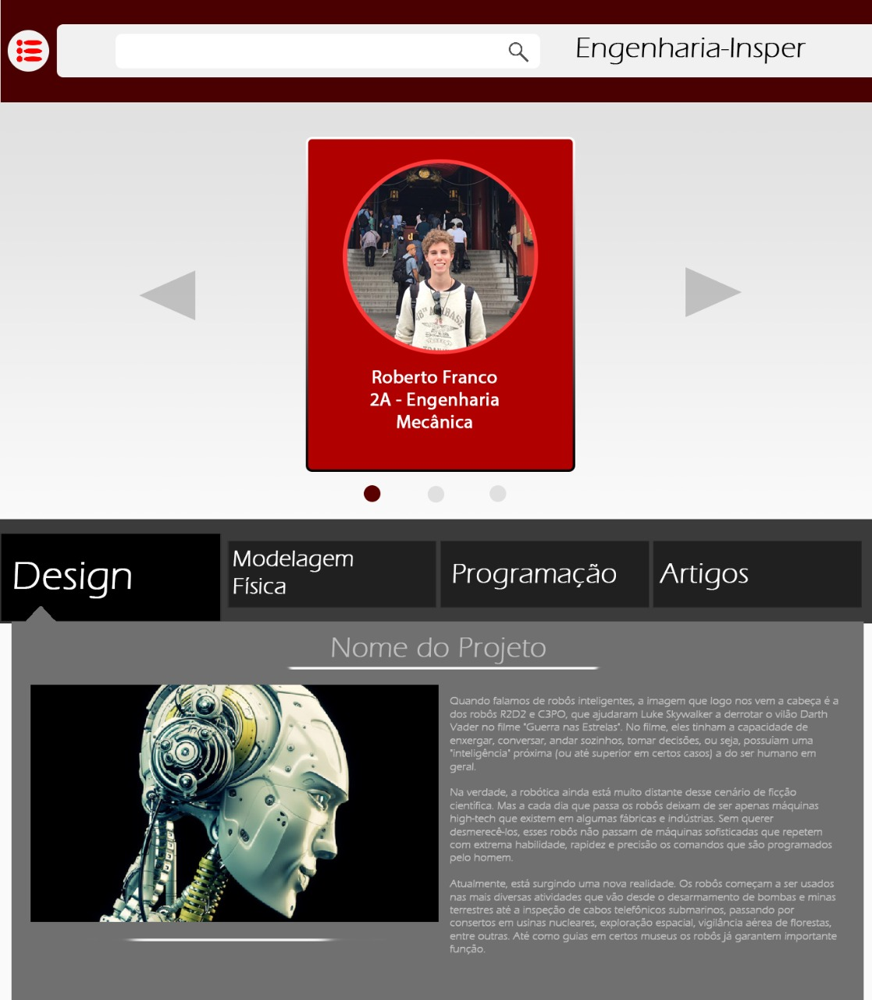 Engenharia-Insper
48TH AIRBASE
Roberto Franco
2A - Engenharia
Mecânica
Design
Modelagem
Física
Programação
Artigos
Nome do Projeto
Quando falamos de robôs inteligentes, a imagem que logo nos vem a cabeça é a
dos robôs R2D2 e C3PO, que ajudaram Luke Skywalker a derrotar o vilão Darth
Vader no filme "Guerra nas Estrelas". No filme, eles tinham a capacidade de
enxergar, conversar, andar sozinhos, tomar decisões, ou seja, possuíam uma
"inteligência" próxima (ou até superior em certos casos) a do ser humano em
geral.
Na verdade, a robótica ainda está muito distante desse cenário de ficção
científica. Mas a cada dia que passa os robôs deixam de ser apenas máquinas
high-tech que existem em algumas fábricas e indústrias. Sem querer
desmerecê-los, esses robôs não passam de máquinas sofisticadas que repetem
com extrema habilidade, rapidez e precisão os comandos que são programados
pelo homem.
Atualmente, está surgindo uma nova realidade. Os robôs começam a ser usados
nas mais diversas atividades que vão desde o desarmamento de bombas e minas
terrestres até a inspeção de cabos telefônicos submarinos, passando por
consertos em usinas nucleares, exploração espacial, vigilância aérea de florestas,
entre outras. Até como guias em certos museus os robôs já garantem importante
função.